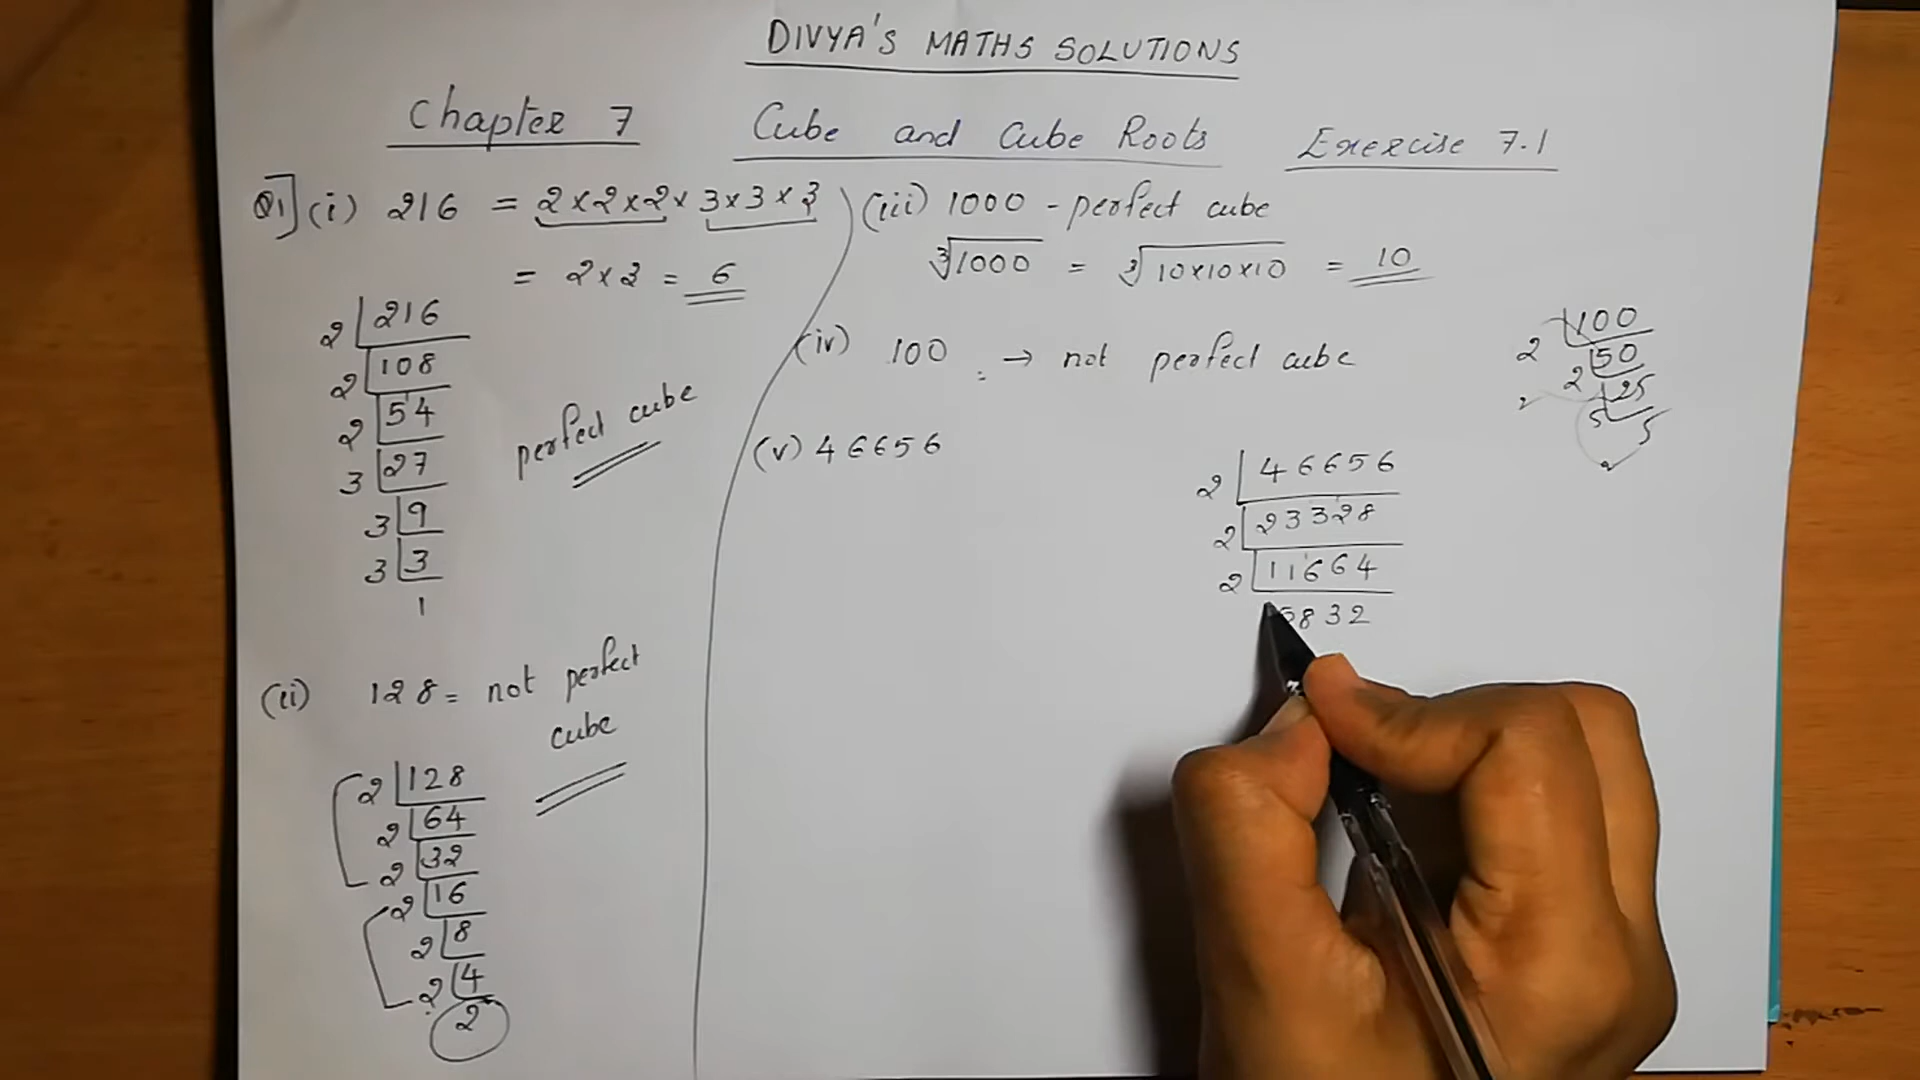 DIVYA'S MATHS SOLUTIONS
Chapter 7 Cube and Cube Roots Exercise 7.1
Q1] (i) 216 = 2×2×2×3×3×3
= 2×3 = 6
2 216
2 108
2 54
3 27
3 9
3 3
1
perfect cube
(ii) 128 = not perfect
cube
2 128
2 64
2 32
2 16
2 8
2 4
2
(iii) 1000 - perfect cube
∛1000 = ∛10×10×10 = 10
(iv) 100 → not perfect cube
2 100
2 50
5 25
5
(v) 46656
2 46656
2 23328
2 11664
5832